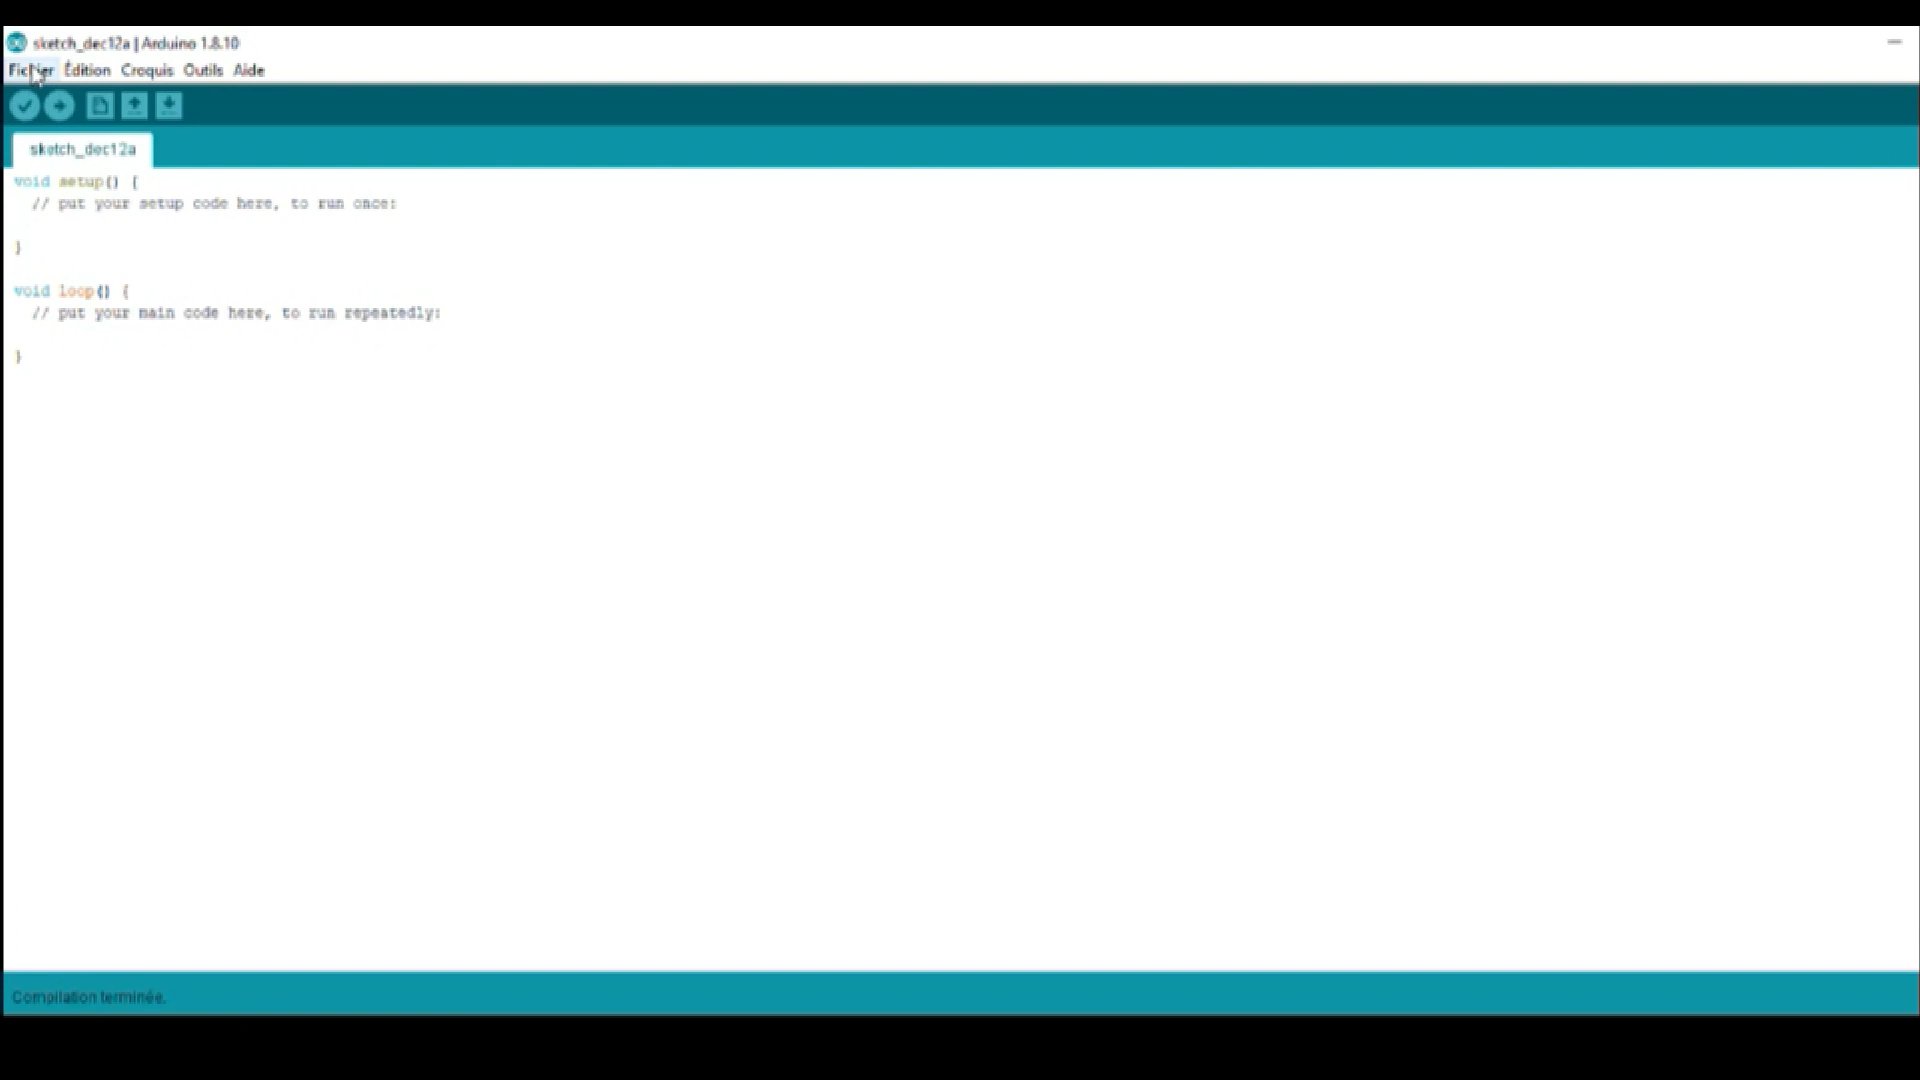 sketch_dec12a | Arduino 1.8.10
Fichier Édition Croquis Outils Aide
sketch_dec12a
void setup() {
// put your setup code here, to run once:
}
void loop() {
// put your main code here, to run repeatedly:
}
Compilation terminée.